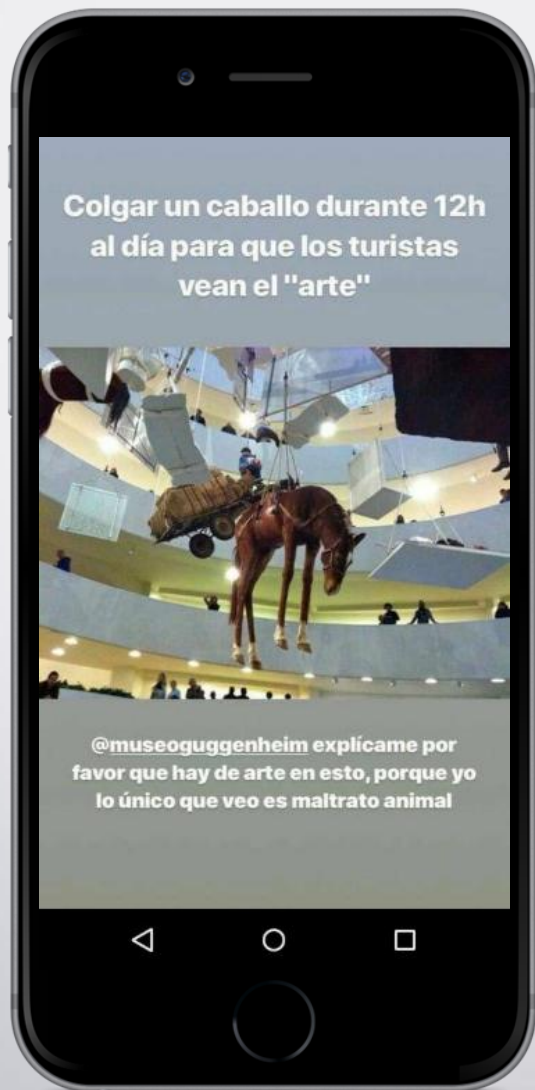 Colgar un caballo durante 12h
al día para que los turistas
vean el "arte"
@museoguggenheim explícame por
favor que hay de arte en esto, porque yo
lo único que veo es maltrato animal